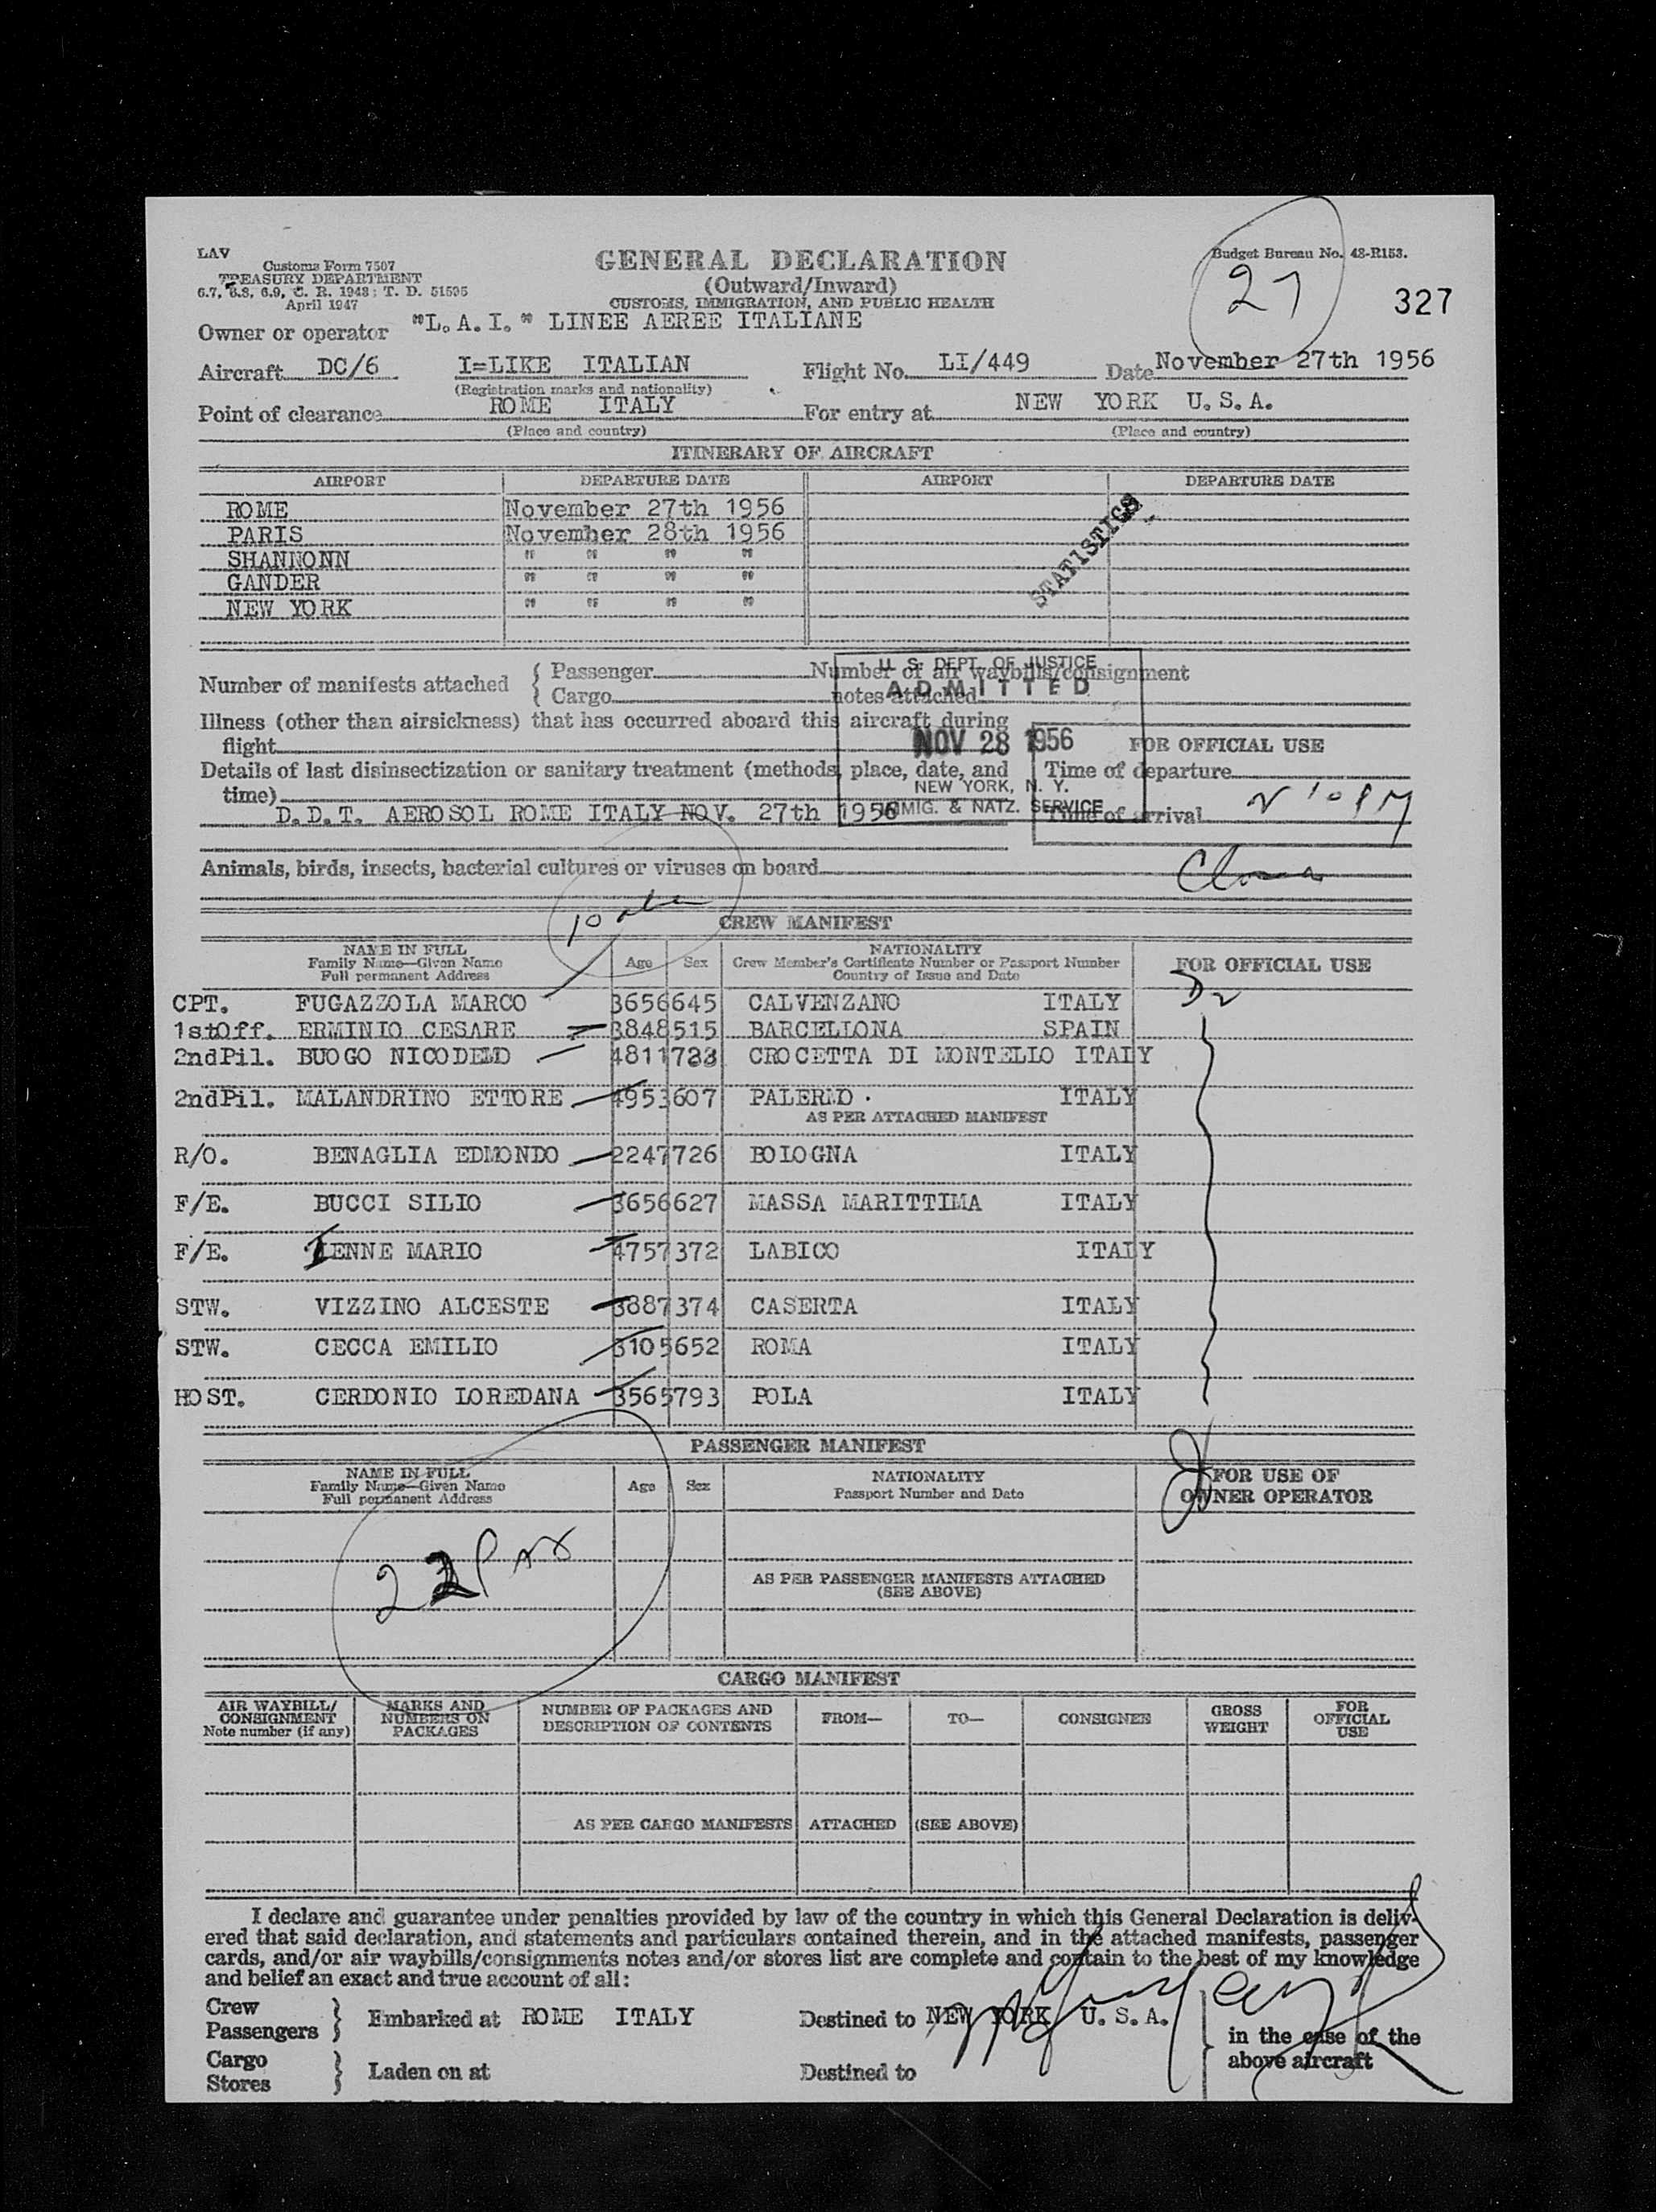 LAV
Customs Form 7507
TREASURY DEPARTMENT
6.7, 6.8, 6.9, C. R. 1943; T. D. 51595
April 1947
GENERAL DECLARATION
(Outward/Inward)
CUSTOMS, IMMIGRATION, AND PUBLIC HEALTH
Budget Bureau No. 48-R153.
27
327
Owner or operator "L.A.I." LINEE AEREE ITALIANE
Aircraft DC/6 I=LIKE ITALIAN Flight No. LI/449 Date November 27th 1956
(Registration marks and nationality)
Point of clearance ROME ITALY For entry at NEW YORK U.S.A.
(Place and country) (Place and country)
ITINERARY OF AIRCRAFT
AIRPORT DEPARTURE DATE AIRPORT DEPARTURE DATE
ROME November 27th 1956
PARIS November 28th 1956
SHANNONN " " " "
GANDER " " " "
NEW YORK " " " "
STATISTICS
Number of manifests attached { Passenger Number of air waybills/consignment
{ Cargo notes attached
U. S. DEPT. OF JUSTICE
ADMITTED
NOV 28 1956
NEW YORK, N. Y.
IMMIG. & NATZ. SERVICE
Illness (other than airsickness) that has occurred aboard this aircraft during
flight
FOR OFFICIAL USE
Details of last disinsectization or sanitary treatment (methods, place, date, and
time)
Time of departure
D.D.T. AEROSOL ROME ITALY NOV. 27th 1956
Time of arrival
Animals, birds, insects, bacterial cultures or viruses on board
10
CREW MANIFEST
NAME IN FULL
Family Name—Given Name
Full permanent Address
Age Sex
NATIONALITY
Crew Member's Certificate Number or Passport Number
Country of Issue and Date
FOR OFFICIAL USE
CPT. FUGAZZOLA MARCO 3656645 CALVENZANO ITALY
1stOff. ERMINIO CESARE 3848515 BARCELLONA SPAIN
2ndPil. BUOGO NICODEMO CROCETTA DI MONTELLO ITALY
2ndPil. MALANDRINO ETTORE 4953607 PALERMO . ITALY
AS PER ATTACHED MANIFEST
R/O. BENAGLIA EDMONDO 2247726 BOLOGNA ITALY
F/E. BUCCI SILIO 3656627 MASSA MARITTIMA ITALY
F/E. IENNE MARIO 4757372 LABICO ITALY
STW. VIZZINO ALCESTE 3887374 CASERTA ITALY
STW. CECCA EMILIO 3105652 ROMA ITALY
HOST. CERDONIO LOREDANA 3565793 POLA ITALY
PASSENGER MANIFEST
NAME IN FULL
Family Name—Given Name
Full permanent Address
Age Sex
NATIONALITY
Passport Number and Date
FOR USE OF
OWNER OPERATOR
22 Pax
AS PER PASSENGER MANIFESTS ATTACHED
(SEE ABOVE)
CARGO MANIFEST
AIR WAYBILL/
CONSIGNMENT
Note number (if any)
MARKS AND
NUMBERS ON
PACKAGES
NUMBER OF PACKAGES AND
DESCRIPTION OF CONTENTS
FROM—
TO—
CONSIGNEE
GROSS
WEIGHT
FOR
OFFICIAL
USE
AS PER CARGO MANIFESTS ATTACHED (SEE ABOVE)
I declare and guarantee under penalties provided by law of the country in which this General Declaration is deliv-
ered that said declaration, and statements and particulars contained therein, and in the attached manifests, passenger
cards, and/or air waybills/consignments notes and/or stores list are complete and contain to the best of my knowledge
and belief an exact and true account of all:
Crew
Passengers } Embarked at ROME ITALY Destined to NEW YORK U.S.A.
in the case of the
above aircraft
Cargo
Stores } Laden on at Destined to